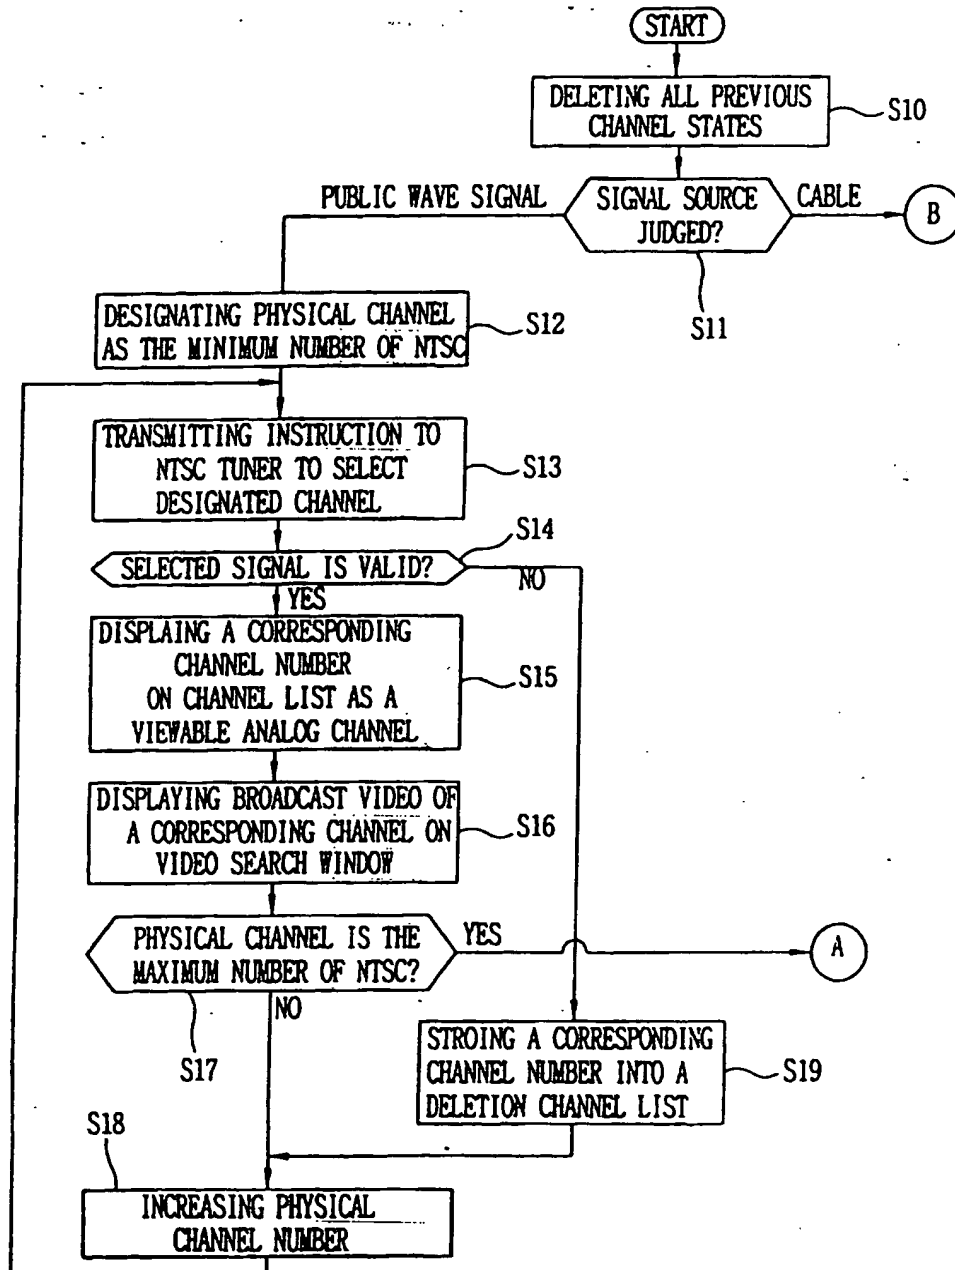 START
DELETING ALL PREVIOUS
CHANNEL STATES
S10
PUBLIC WAVE SIGNAL
SIGNAL SOURCE
JUDGED?
CABLE
B
S11
DESIGNATING PHYSICAL CHANNEL
AS THE MINIMUM NUMBER OF NTSC
S12
TRANSMITTING INSTRUCTION TO
NTSC TUNER TO SELECT
DESIGNATED CHANNEL
S13
S14
SELECTED SIGNAL IS VALID?
NO
YES
DISPLAING A CORRESPONDING
CHANNEL NUMBER
ON CHANNEL LIST AS A
VIEWABLE ANALOG CHANNEL
S15
DISPLAYING BROADCAST VIDEO OF
A CORRESPONDING CHANNEL ON
VIDEO SEARCH WINDOW
S16
PHYSICAL CHANNEL IS THE
MAXIMUM NUMBER OF NTSC?
YES
A
NO
S17
STROING A CORRESPONDING
CHANNEL NUMBER INTO A
DELETION CHANNEL LIST
S19
S18
INCREASING PHYSICAL
CHANNEL NUMBER